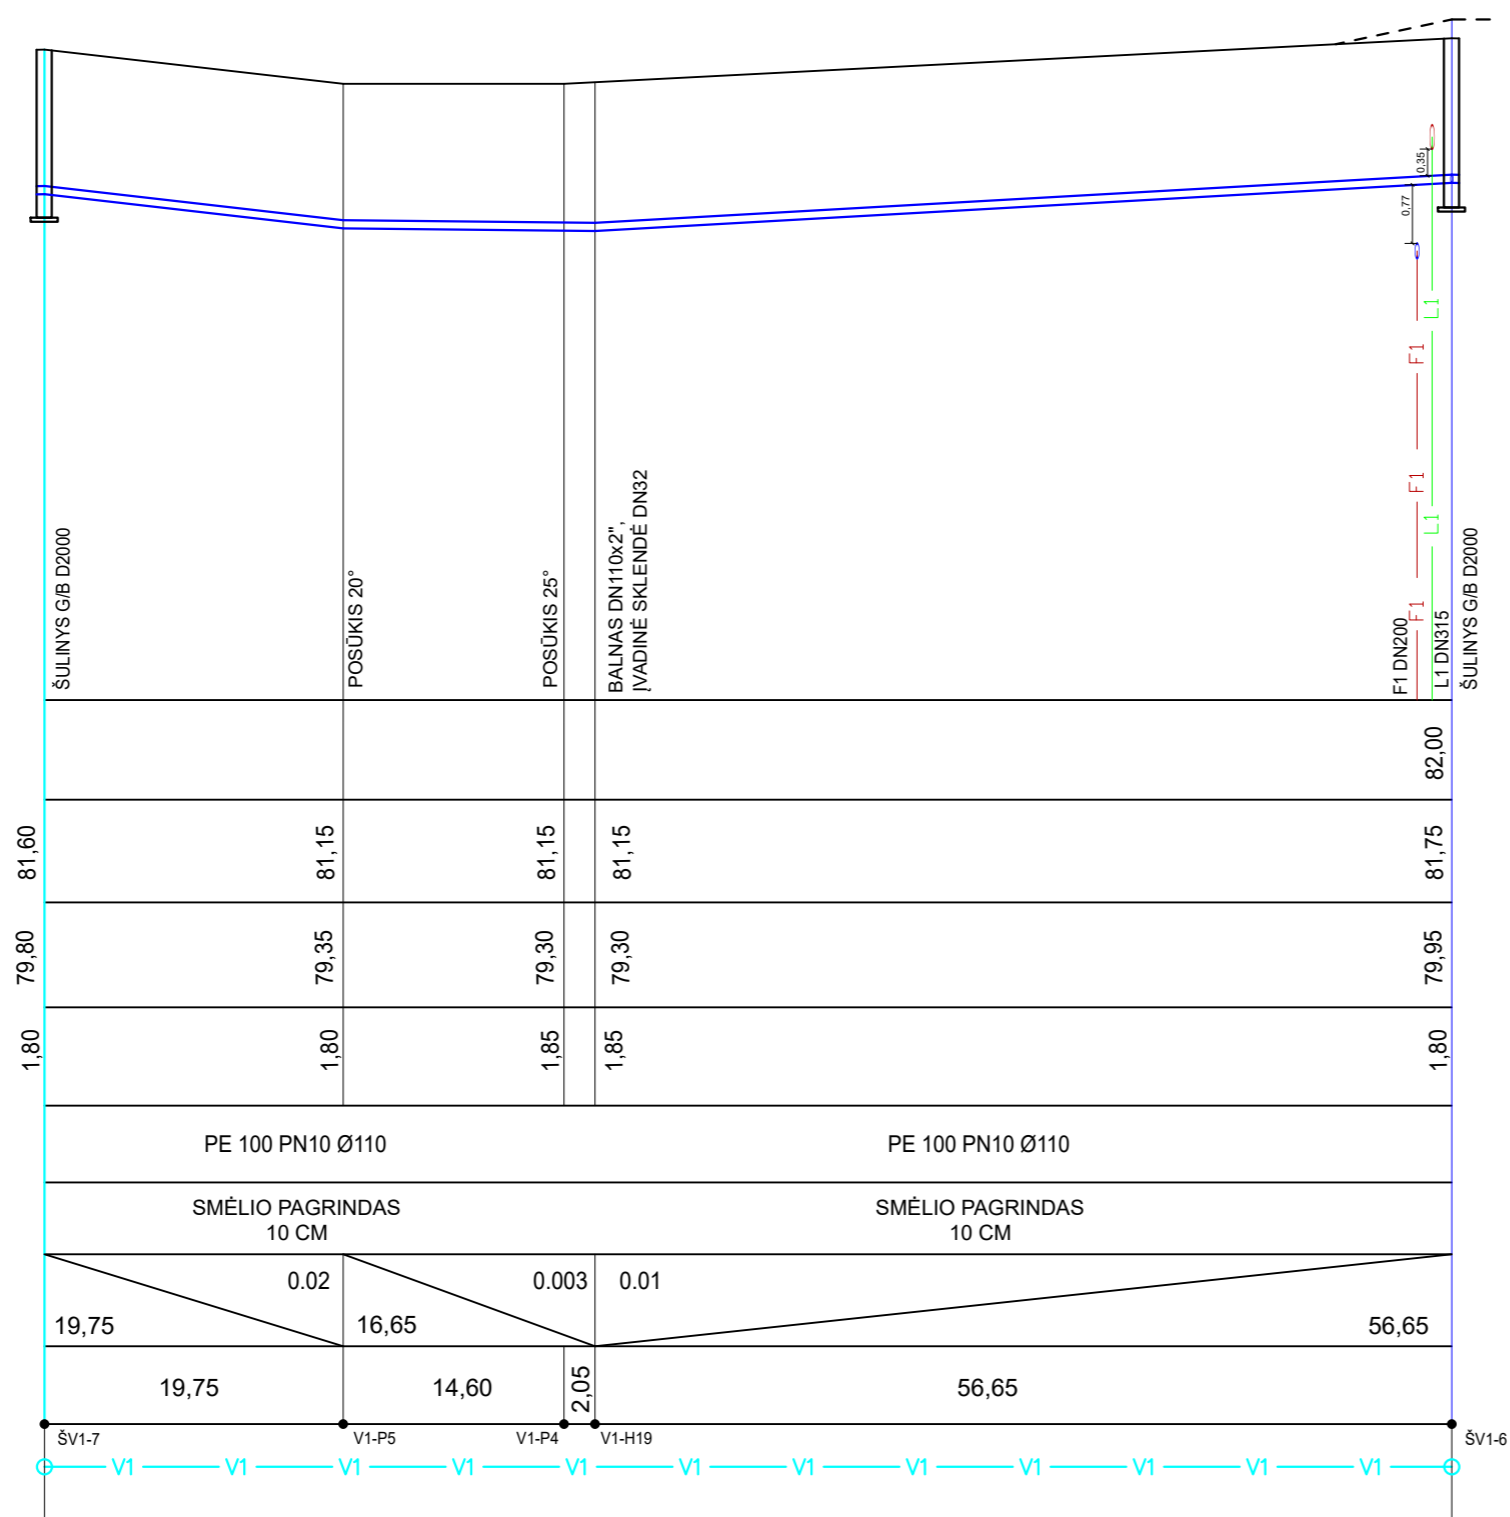 0,35
0,77
L1
F1
F1
L1
F1
ŠULINYS G/B D2000
POSŪKIS 20°
POSŪKIS 25°
BALNAS DN110x2",
ĮVADINĖ SKLENDĖ DN32
F1 DN200
L1 DN315
ŠULINYS G/B D2000
82,00
81,60
81,15
81,15
81,15
81,75
79,80
79,35
79,30
79,30
79,95
1,80
1,80
1,85
1,85
1,80
PE 100 PN10 Ø110
PE 100 PN10 Ø110
SMĖLIO PAGRINDAS
10 CM
SMĖLIO PAGRINDAS
10 CM
0.02
0.003
0.01
19,75
16,65
56,65
19,75
14,60
2,05
56,65
ŠV1-7
V1-P5
V1-P4
V1-H19
ŠV1-6
V1 V1 V1 V1 V1 V1 V1 V1 V1 V1 V1 V1